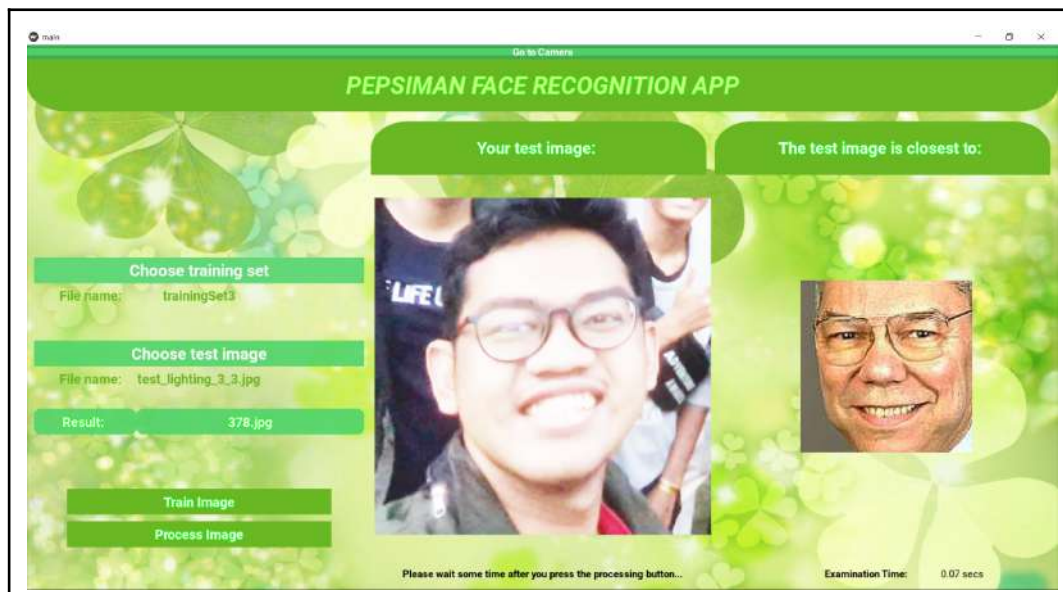 main
Go to Camera
PEPSIMAN FACE RECOGNITION APP
Your test image:
The test image is closest to:
LIFE
Choose training set
File name: trainingSet3
Choose test image
File name: test_lighting_3_3.jpg
Result: 378.jpg
Train Image
Process Image
Please wait some time after you press the processing button...
Examination Time: 0.07 secs